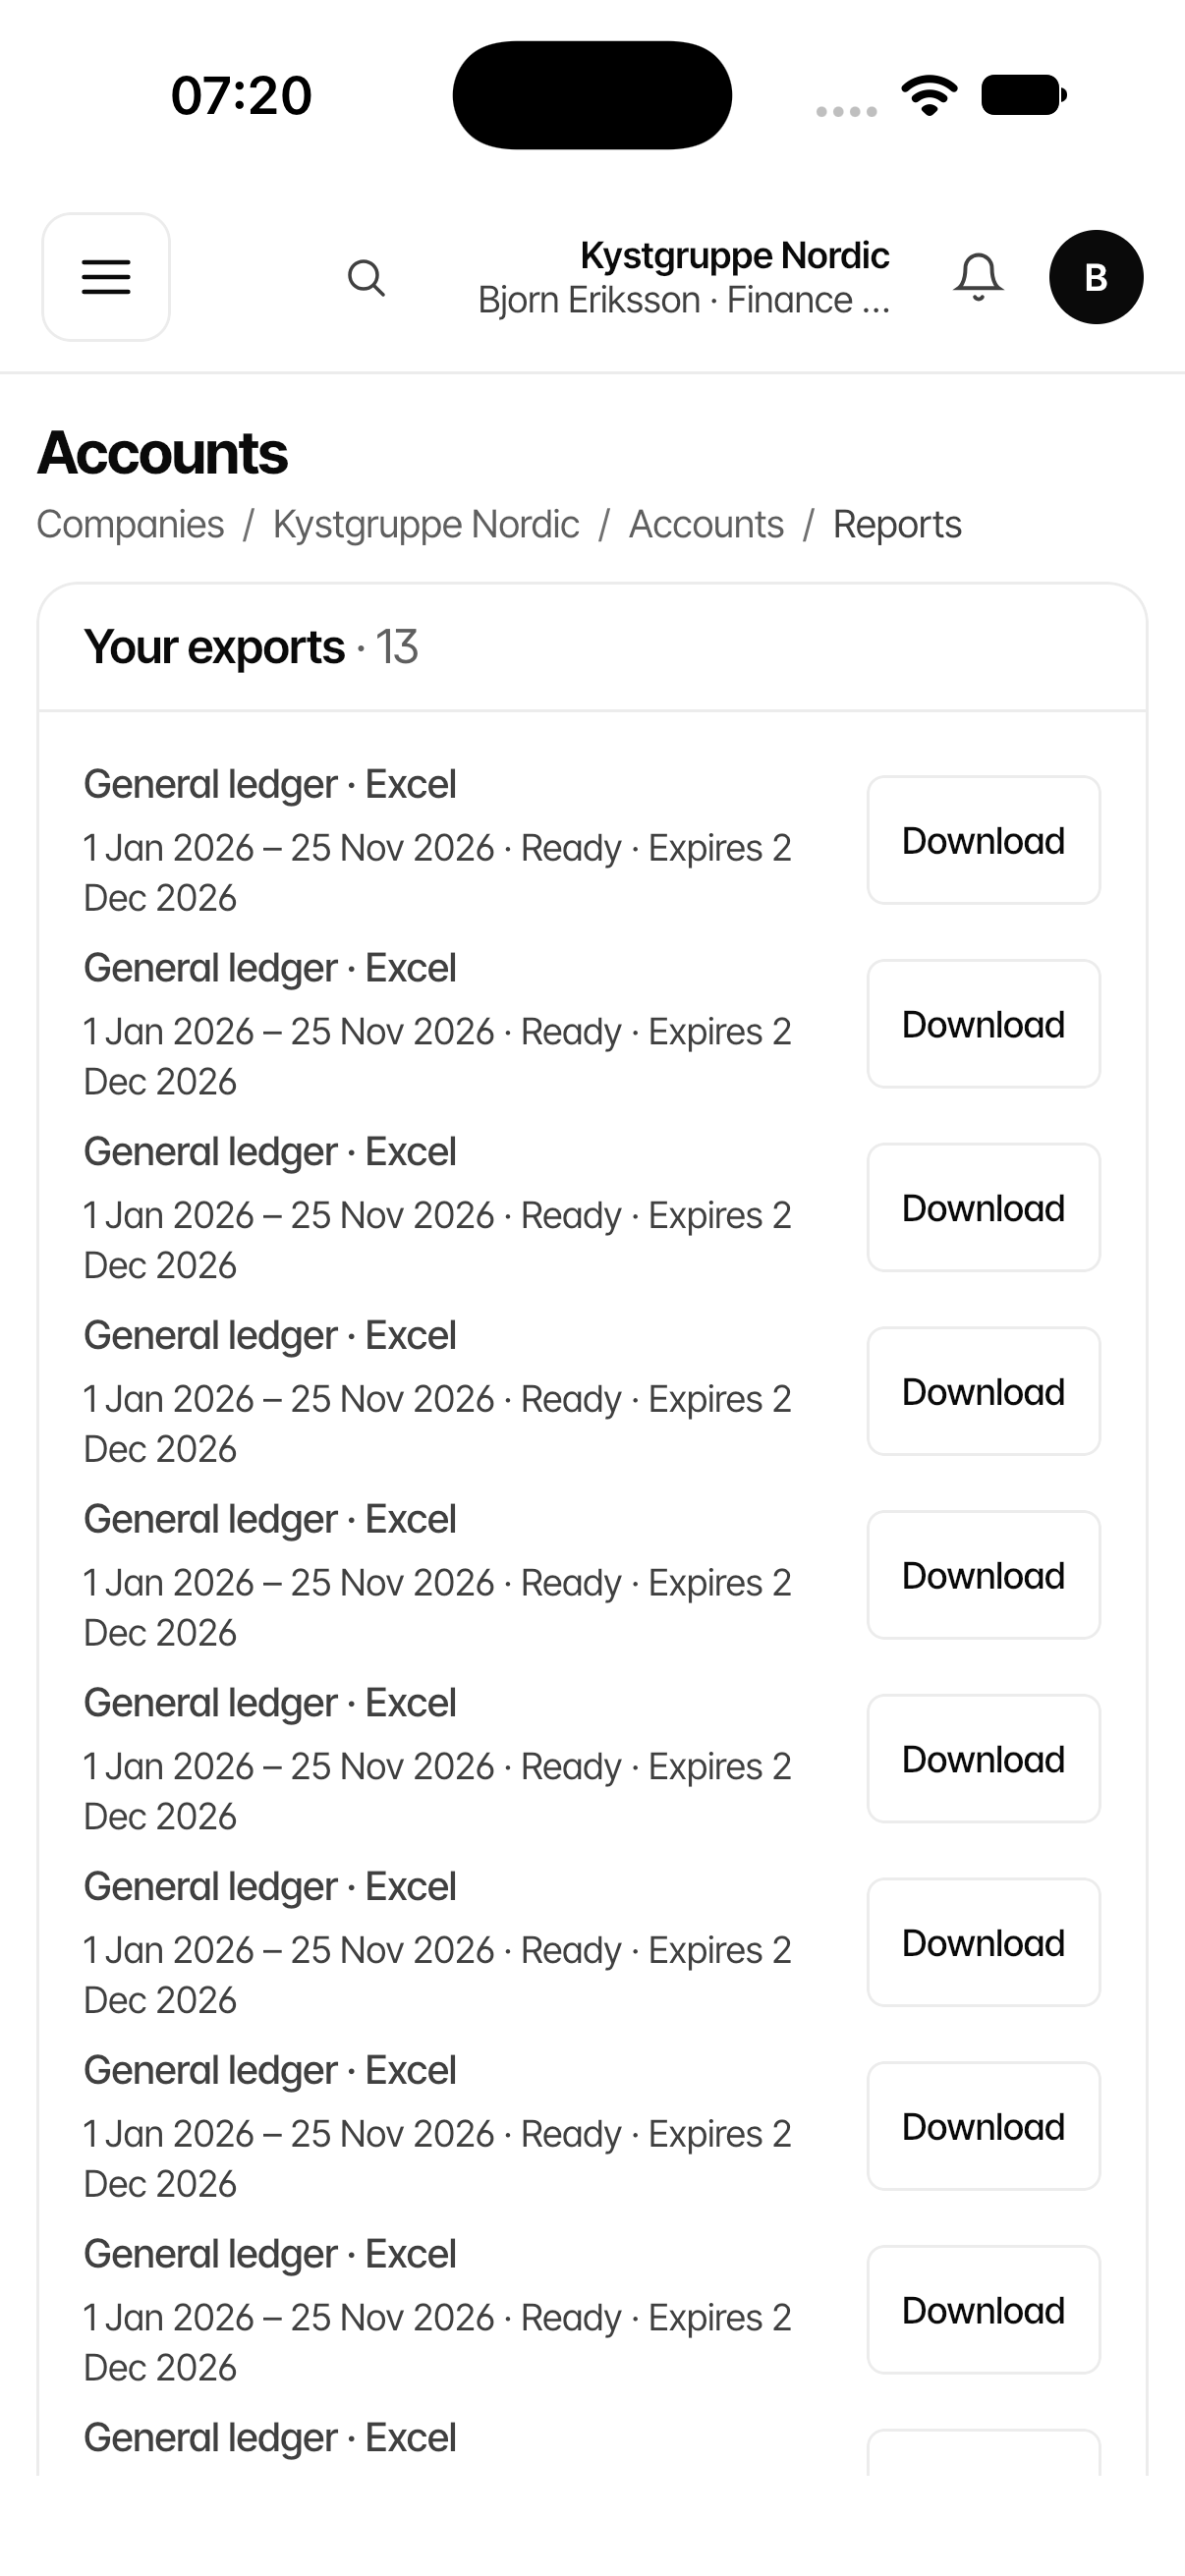 07:20
Kystgruppe Nordic
Bjorn Eriksson · Finance ...
B
Accounts
Companies / Kystgruppe Nordic / Accounts / Reports
Your exports · 13
General ledger · Excel
1 Jan 2026 – 25 Nov 2026 · Ready · Expires 2
Dec 2026
Download
General ledger · Excel
1 Jan 2026 – 25 Nov 2026 · Ready · Expires 2
Dec 2026
Download
General ledger · Excel
1 Jan 2026 – 25 Nov 2026 · Ready · Expires 2
Dec 2026
Download
General ledger · Excel
1 Jan 2026 – 25 Nov 2026 · Ready · Expires 2
Dec 2026
Download
General ledger · Excel
1 Jan 2026 – 25 Nov 2026 · Ready · Expires 2
Dec 2026
Download
General ledger · Excel
1 Jan 2026 – 25 Nov 2026 · Ready · Expires 2
Dec 2026
Download
General ledger · Excel
1 Jan 2026 – 25 Nov 2026 · Ready · Expires 2
Dec 2026
Download
General ledger · Excel
1 Jan 2026 – 25 Nov 2026 · Ready · Expires 2
Dec 2026
Download
General ledger · Excel
1 Jan 2026 – 25 Nov 2026 · Ready · Expires 2
Dec 2026
Download
General ledger · Excel